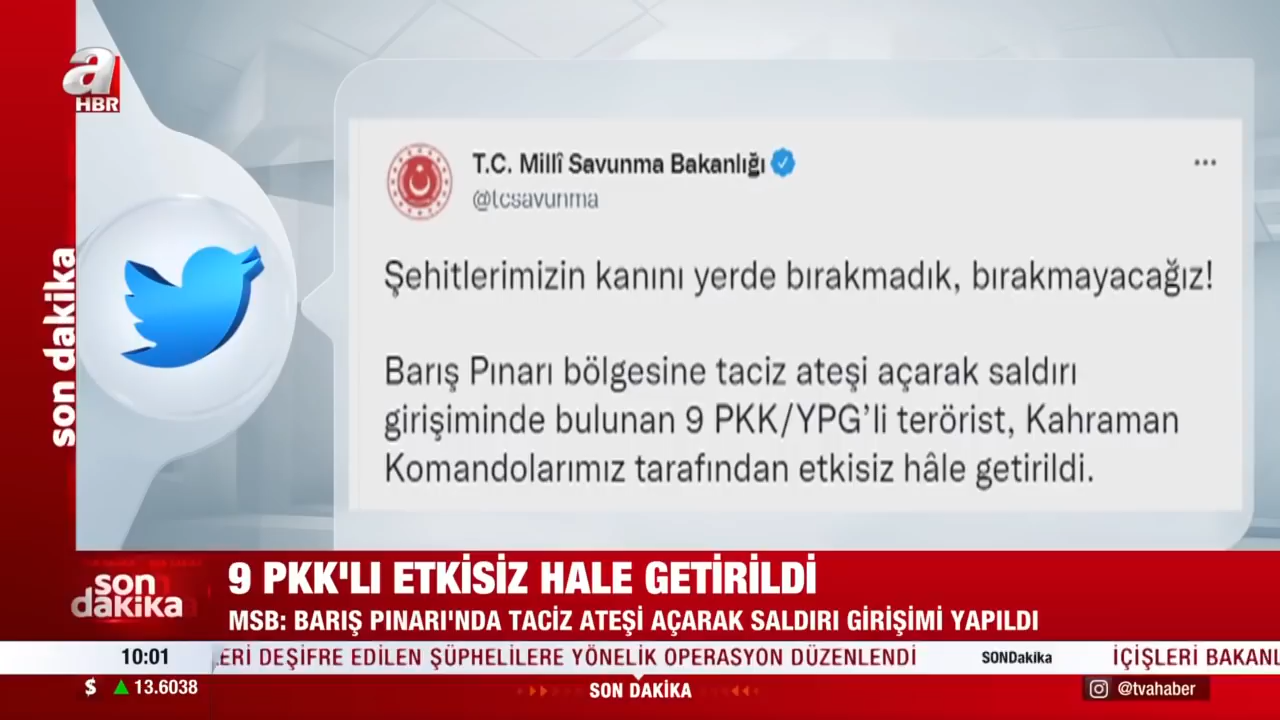 a
HBR
son dakika
T.C. Millî Savunma Bakanlığı
@tcsavunma
Şehitlerimizin kanını yerde bırakmadık, bırakmayacağız!
Barış Pınarı bölgesine taciz ateşi açarak saldırı
girişiminde bulunan 9 PKK/YPG’li terörist, Kahraman
Komandolarımız tarafından etkisiz hâle getirildi.
son
dakika
9 PKK'LI ETKİSİZ HALE GETİRİLDİ
MSB: BARIŞ PINARI'NDA TACİZ ATEŞİ AÇARAK SALDIRI GİRİŞİMİ YAPILDI
10:01 ERİ DEŞİFRE EDİLEN ŞÜPHELİLERE YÖNELİK OPERASYON DÜZENLENDİ SONDakika İÇİŞLERİ BAKANL
$ 13.6038 SON DAKİKA @tvahaber